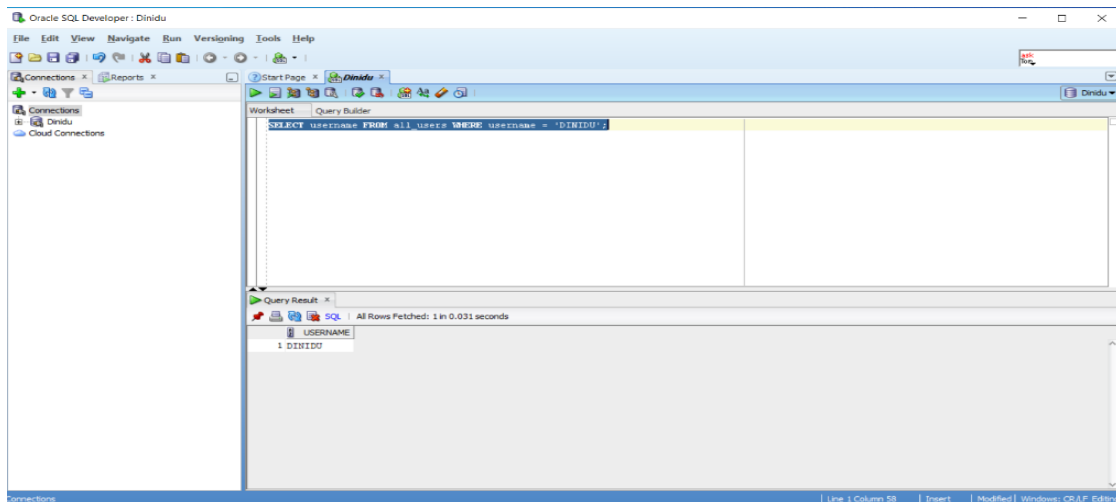 Oracle SQL Developer : Dinidu
File Edit View Navigate Run Versioning Tools Help
Connections Reports
Start Page Dinidu
Dinidu
Connections
Dinidu
Cloud Connections
Worksheet Query Builder
SELECT username FROM all_users WHERE username = 'DINIDU';
Query Result
SQL | All Rows Fetched: 1 in 0.031 seconds
USERNAME
1 DINIDU
Connections
Line 1 Column 58 | Insert | Modified | Windows: CR/LF Editing